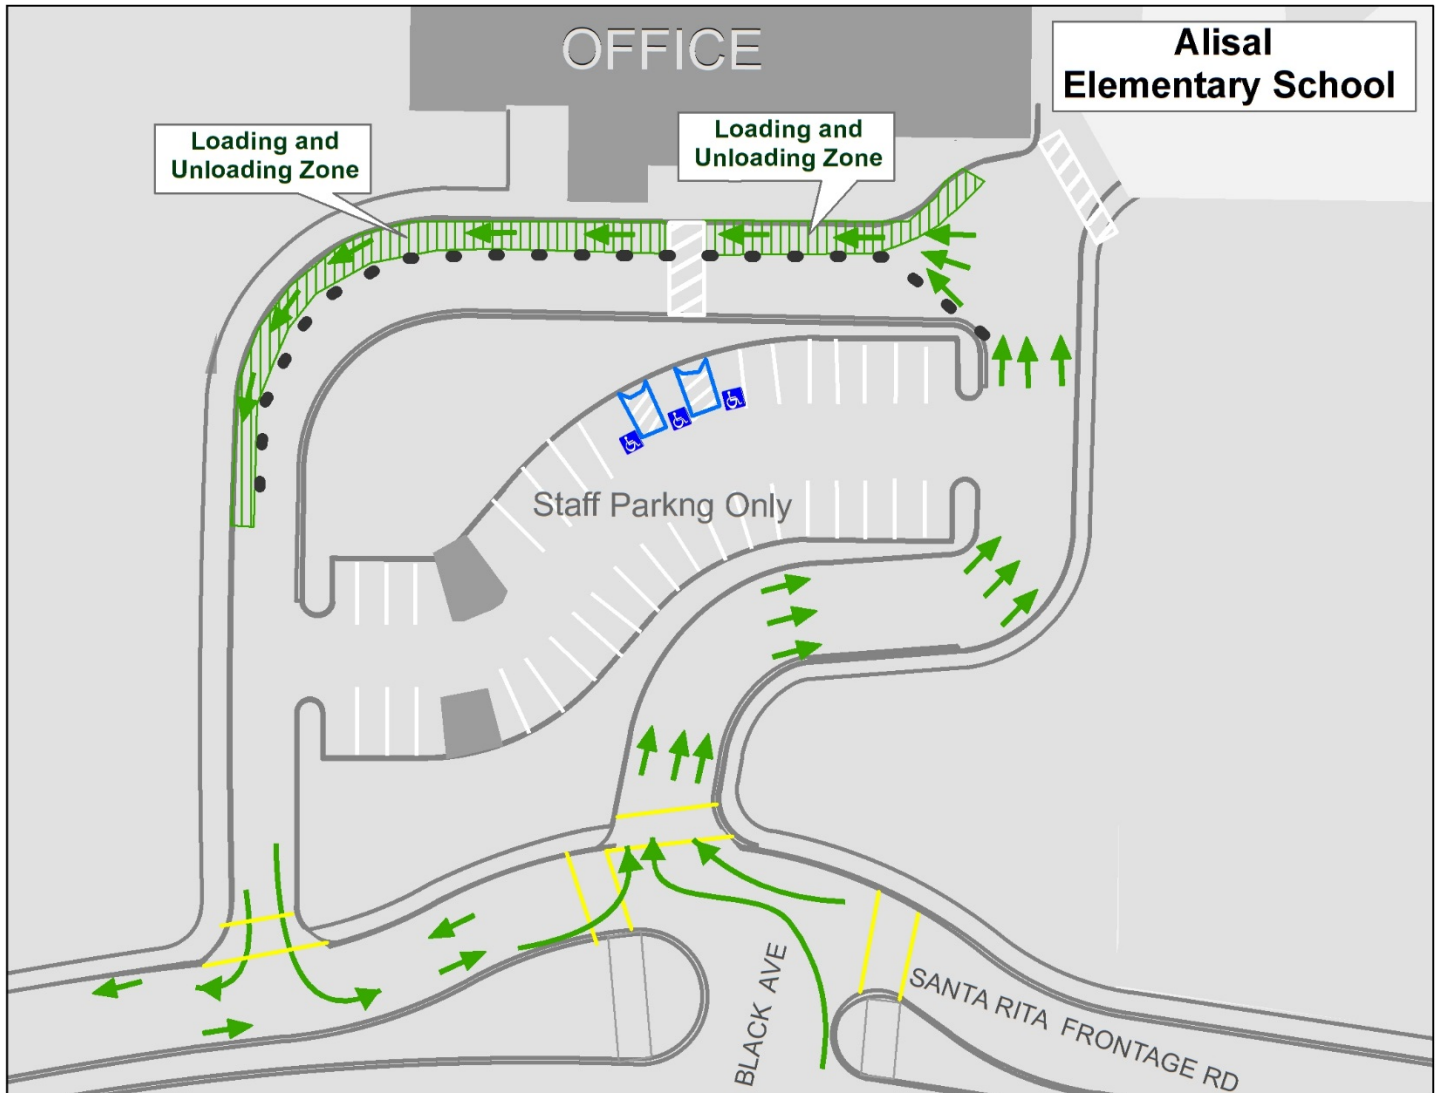 OFFICE
Alisal
Elementary School
Loading and
Unloading Zone
Loading and
Unloading Zone
Staff Parkng Only
BLACK AVE
SANTA RITA FRONTAGE RD